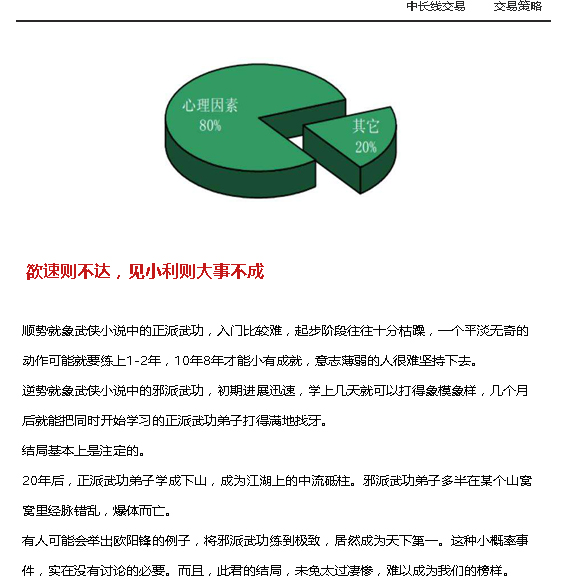 中长线交易 交易策略
心理因素
80%
其它
20%
欲速则不达，见小利则大事不成
顺势就象武侠小说中的正派武功，入门比较难，起步阶段往往十分枯躁，一个平淡无奇的
动作可能就要练上1-2年，10年8年才能小有成就，意志薄弱的人很难坚持下去。
逆势就象武侠小说中的邪派武功，初期进展迅速，学上几天就可以打得象模象样，几个月
后就能把同时开始学习的正派武功弟子打得满地找牙。
结局基本上是注定的。
20年后，正派武功弟子学成下山，成为江湖上的中流砥柱。邪派武功弟子多半在某个山窝
窝里经脉错乱，爆体而亡。
有人可能会举出欧阳锋的例子，将邪派武功练到极致，居然成为天下第一。这种小概率事
件，实在没有讨论的必要。而且，此君的结局，未免太过凄惨，难以成为我们的榜样。